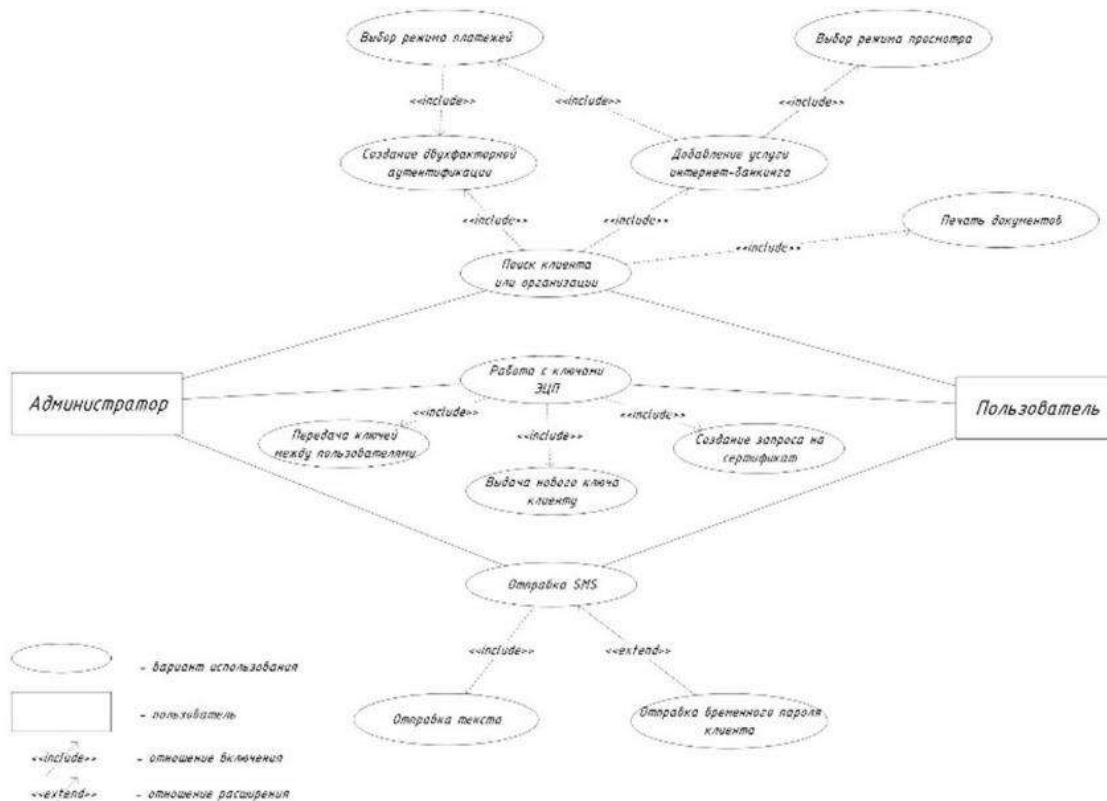 Выбор режима платежей
Выбор режима просмотра
<<include>>
<<include>>
<<include>>
Создание двухфакторной
аутентификации
Добавление услуги
интернет-банкинга
<<include>>
<<include>>
Печать документов
<<include>>
Поиск клиента
или организации
Администратор
Работа с ключами
ЭЦП
Пользователь
<<include>>
<<include>>
<<include>>
Передача ключей
между пользователями
Создание запроса на
сертификат
Выдача нового ключа
клиенту
Отправка SMS
<<include>>
<<extend>>
Отправка текста
Отправка временного пароля
клиента
- вариант использования
- пользователь
<<include>> - отношение включения
<<extend>> - отношение расширения